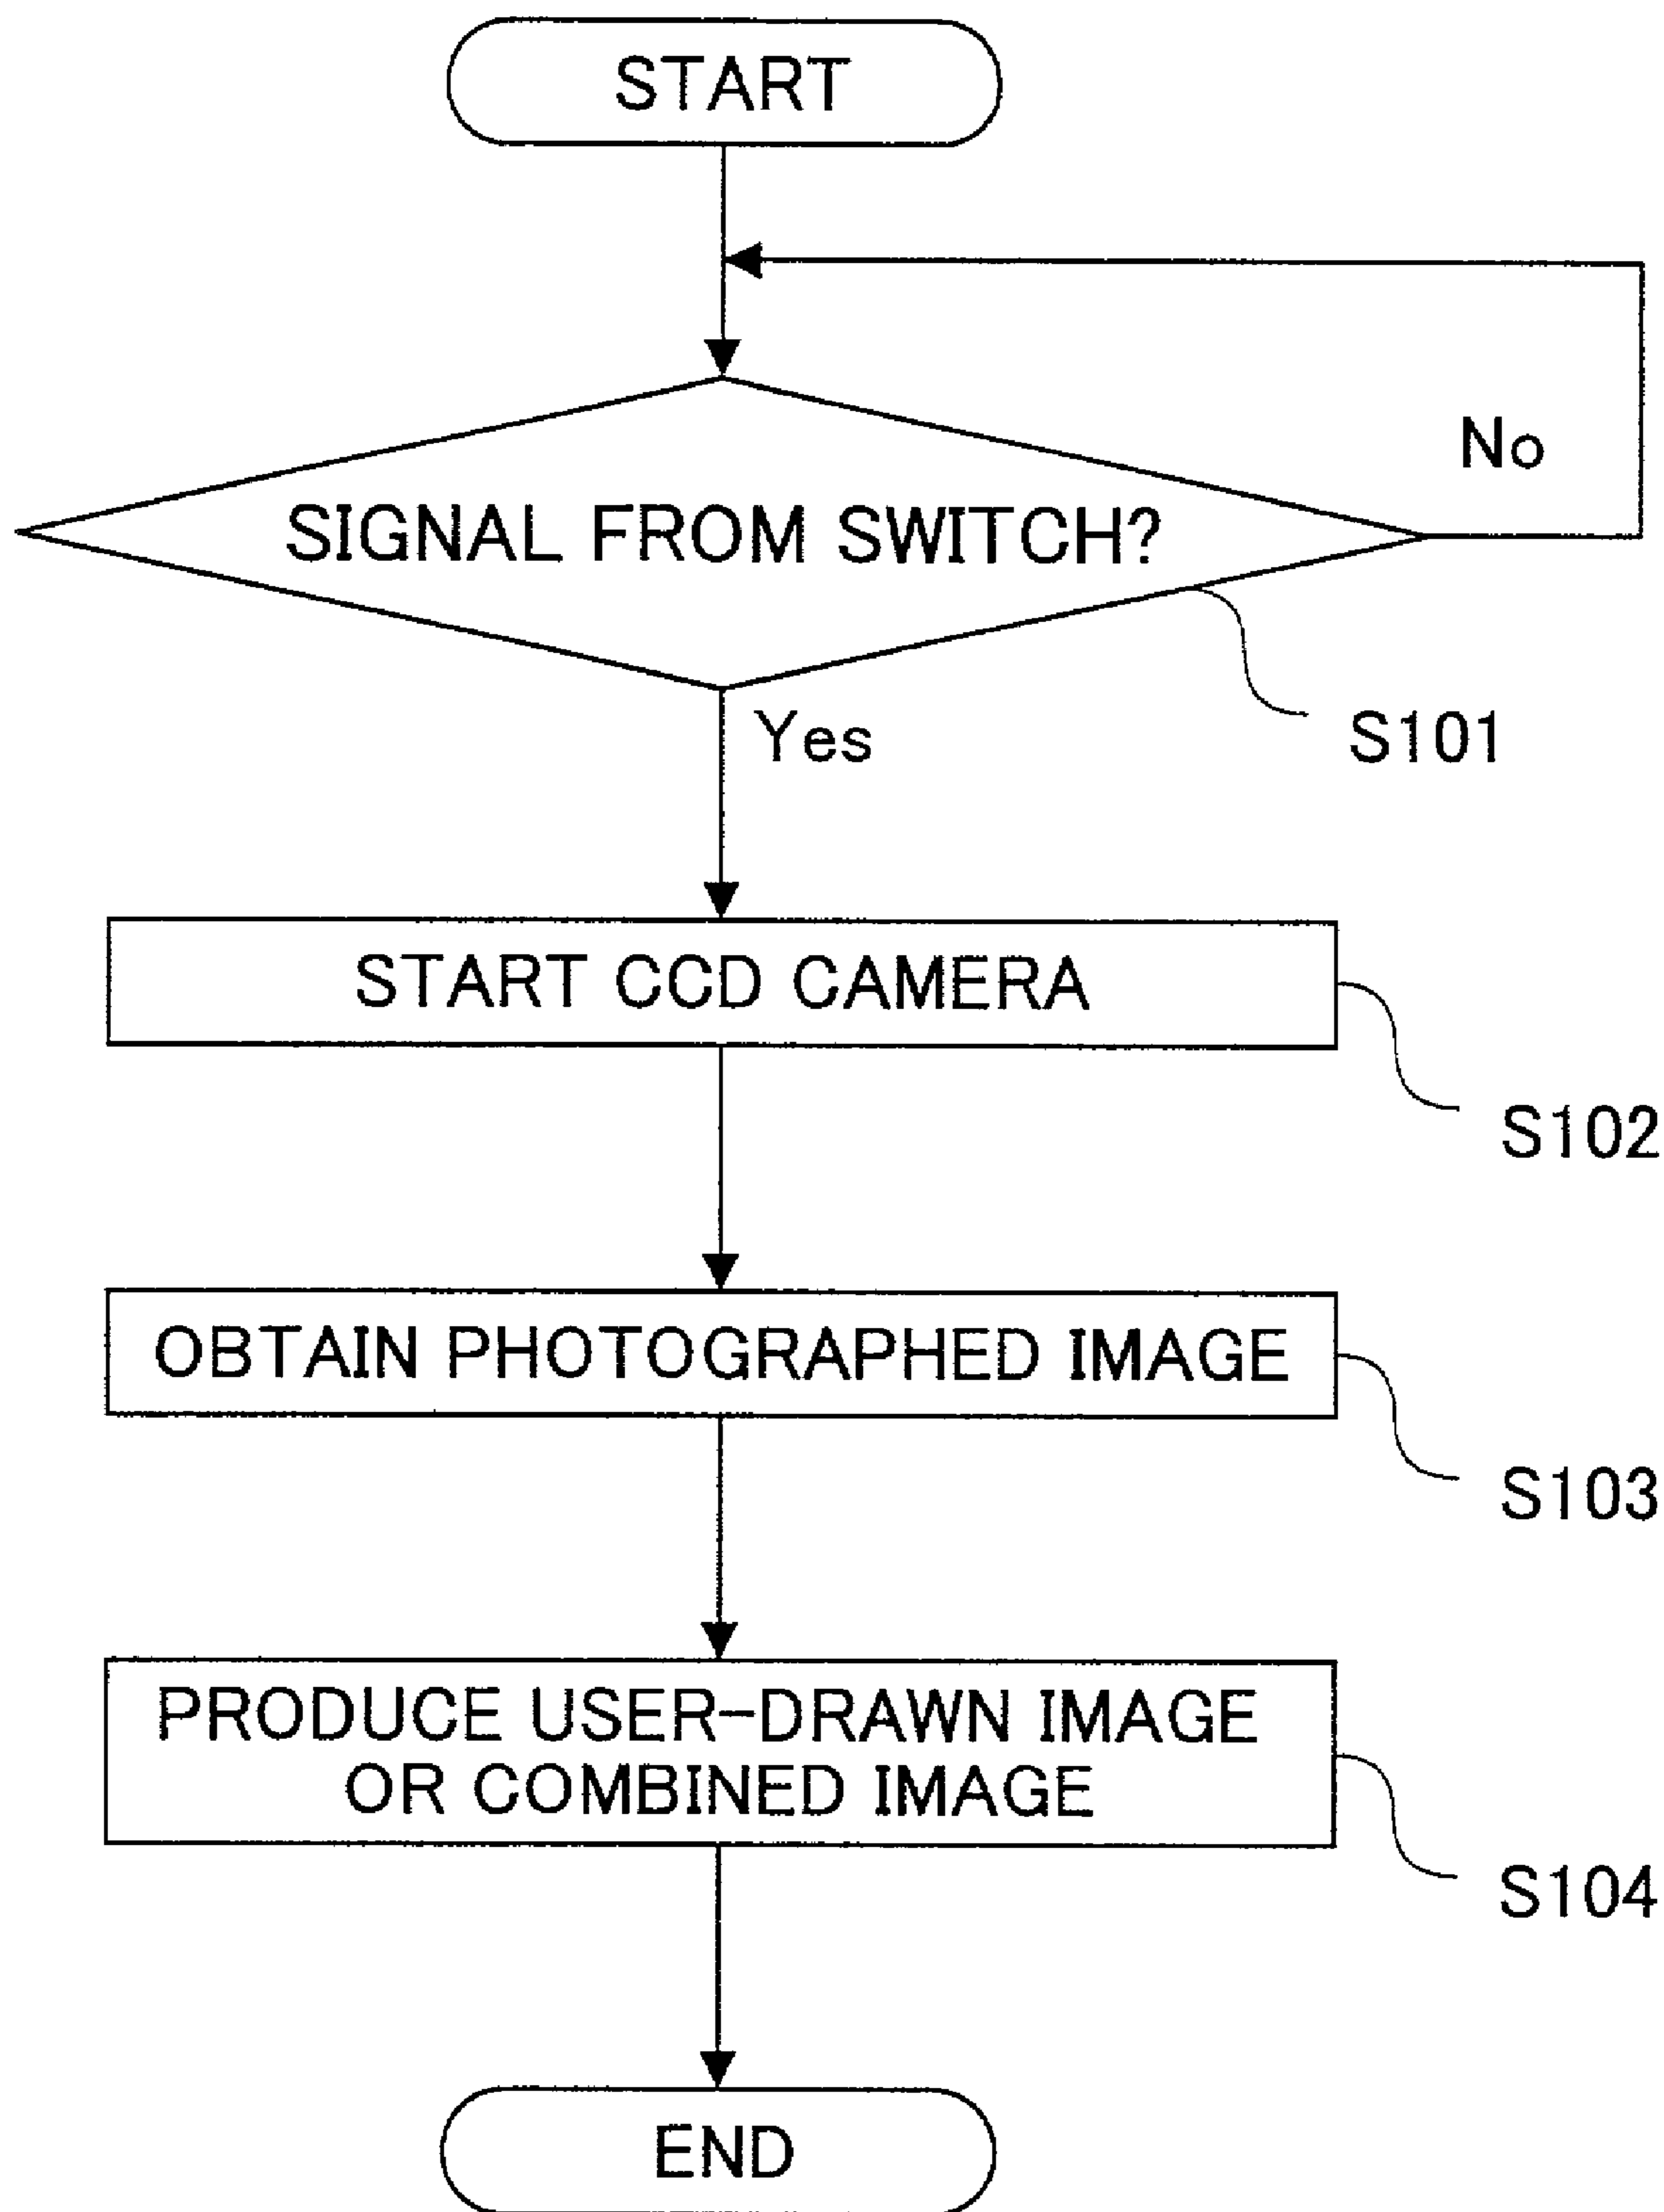 START
No
SIGNAL FROM SWITCH?
Yes
S101
START CCD CAMERA
S102
OBTAIN PHOTOGRAPHED IMAGE
S103
PRODUCE USER-DRAWN IMAGE
OR COMBINED IMAGE
S104
END